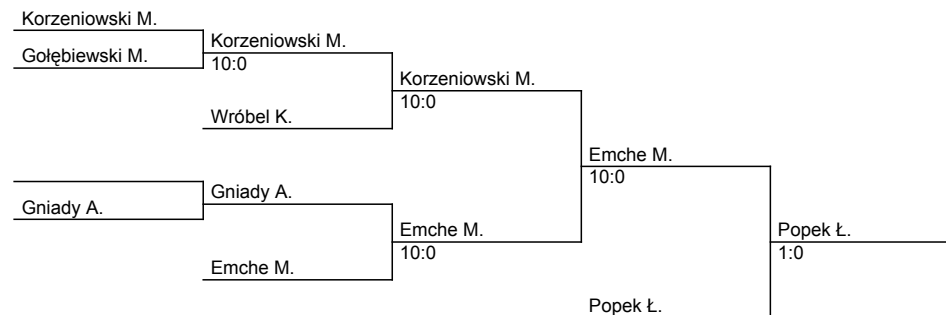 Korzeniowski M.
Gołębiewski M.
Korzeniowski M.
10:0
Korzeniowski M.
10:0
Wróbel K.
Emche M.
10:0
Gniady A.
Gniady A.
Emche M.
10:0
Popek Ł.
1:0
Emche M.
Popek Ł.